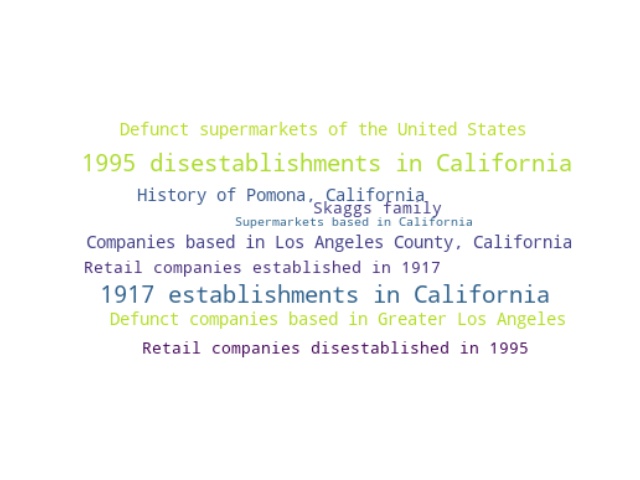 Defunct supermarkets of the United States
1995 disestablishments in California
History of Pomona, California
Skaggs family
Supermarkets based in California
Companies based in Los Angeles County, California
Retail companies established in 1917
1917 establishments in California
Defunct companies based in Greater Los Angeles
Retail companies disestablished in 1995